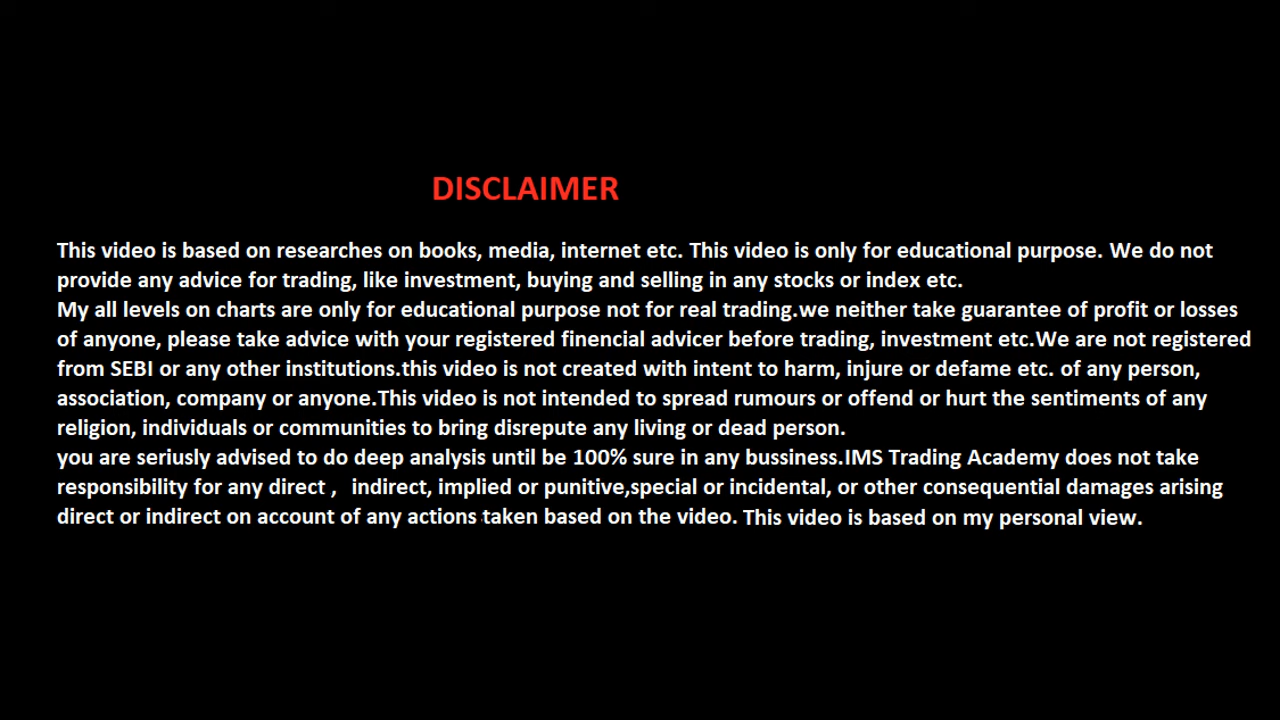 DISCLAIMER
This video is based on researches on books, media, internet etc. This video is only for educational purpose. We do not
provide any advice for trading, like investment, buying and selling in any stocks or index etc.
My all levels on charts are only for educational purpose not for real trading.we neither take guarantee of profit or losses
of anyone, please take advice with your registered finencial advicer before trading, investment etc.We are not registered
from SEBI or any other institutions.this video is not created with intent to harm, injure or defame etc. of any person,
association, company or anyone.This video is not intended to spread rumours or offend or hurt the sentiments of any
religion, individuals or communities to bring disrepute any living or dead person.
you are seriusly advised to do deep analysis until be 100% sure in any bussiness.IMS Trading Academy does not take
responsibility for any direct , indirect, implied or punitive,special or incidental, or other consequential damages arising
direct or indirect on account of any actions taken based on the video. This video is based on my personal view.